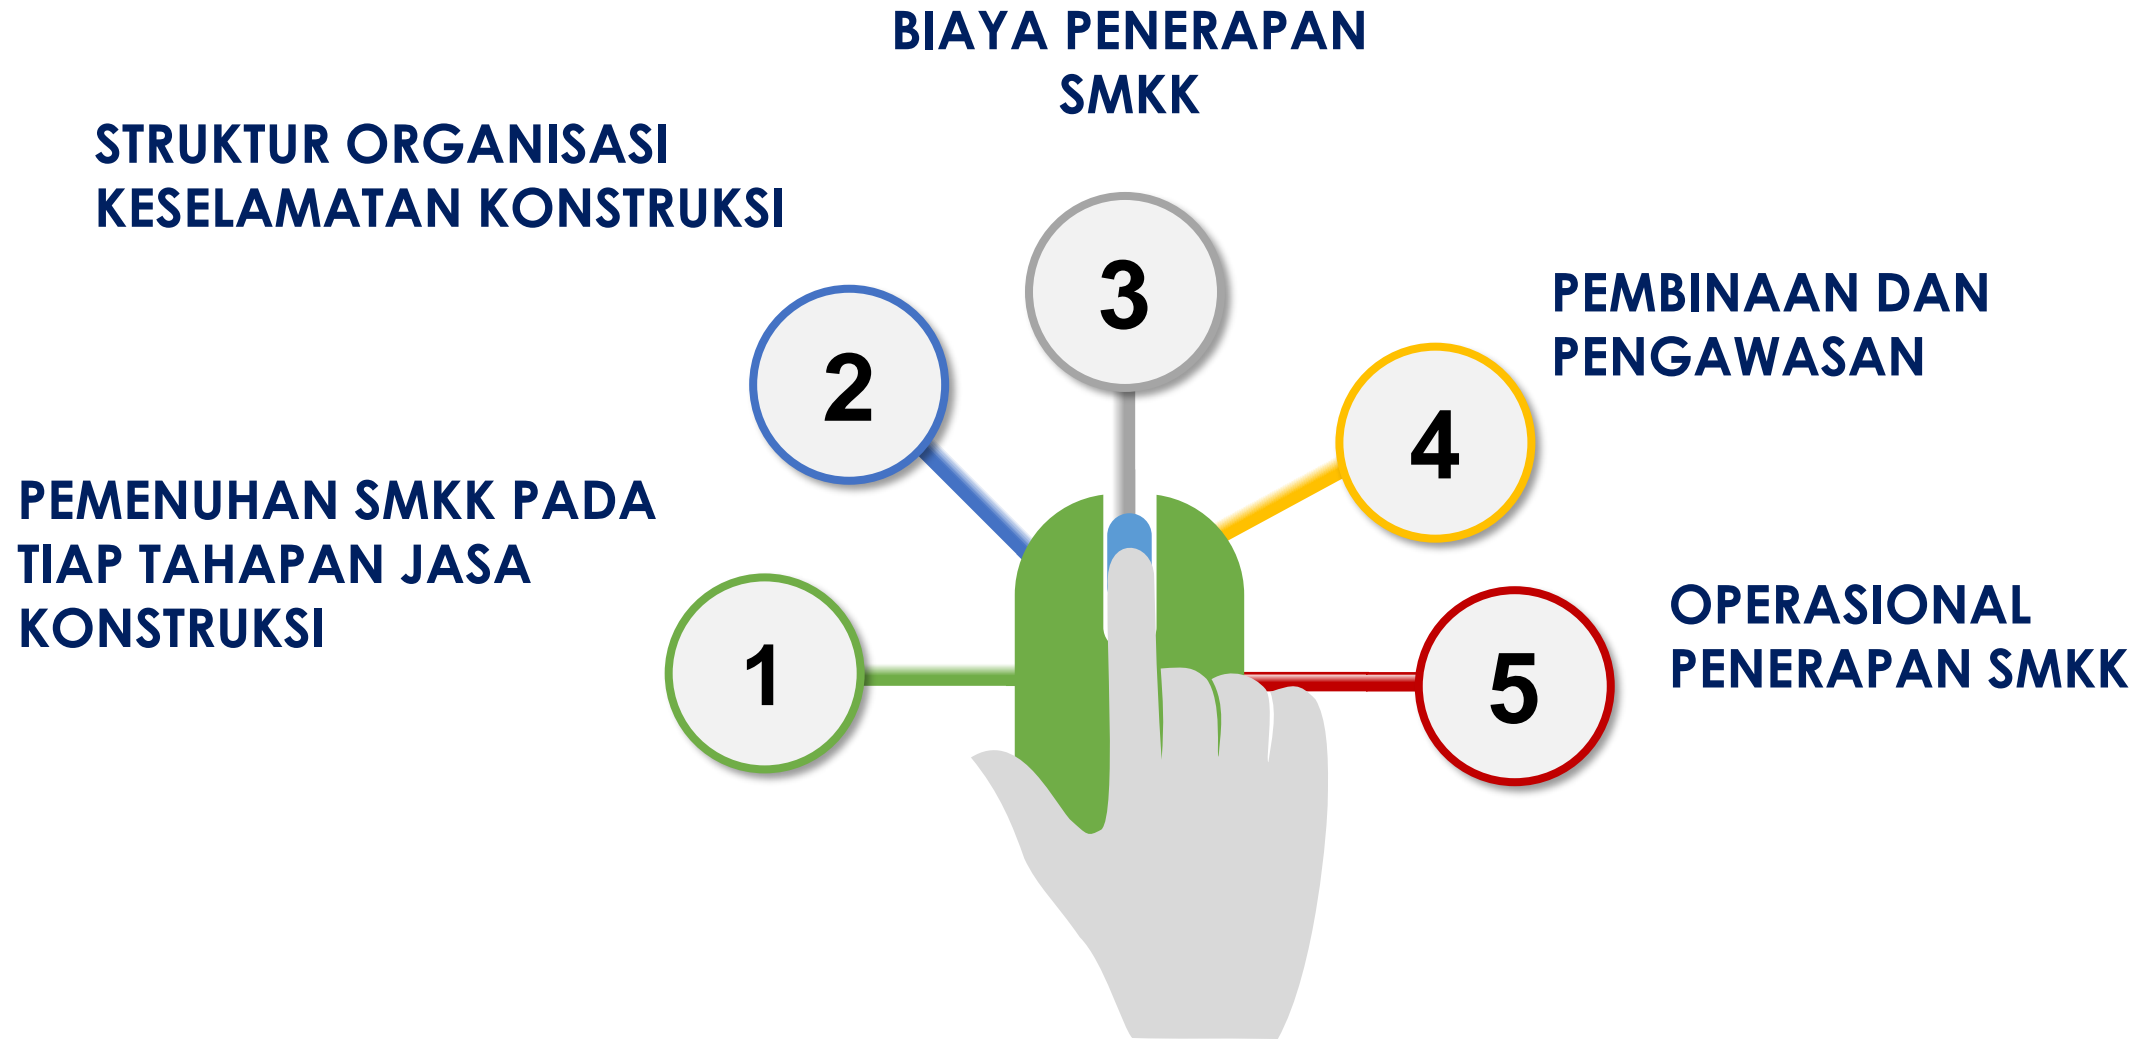 BIAYA PENERAPAN
SMKK
STRUKTUR ORGANISASI
KESELAMATAN KONSTRUKSI
3
PEMBINAAN DAN
PENGAWASAN
2
4
PEMENUHAN SMKK PADA
TIAP TAHAPAN JASA
KONSTRUKSI
1
5
OPERASIONAL
PENERAPAN SMKK